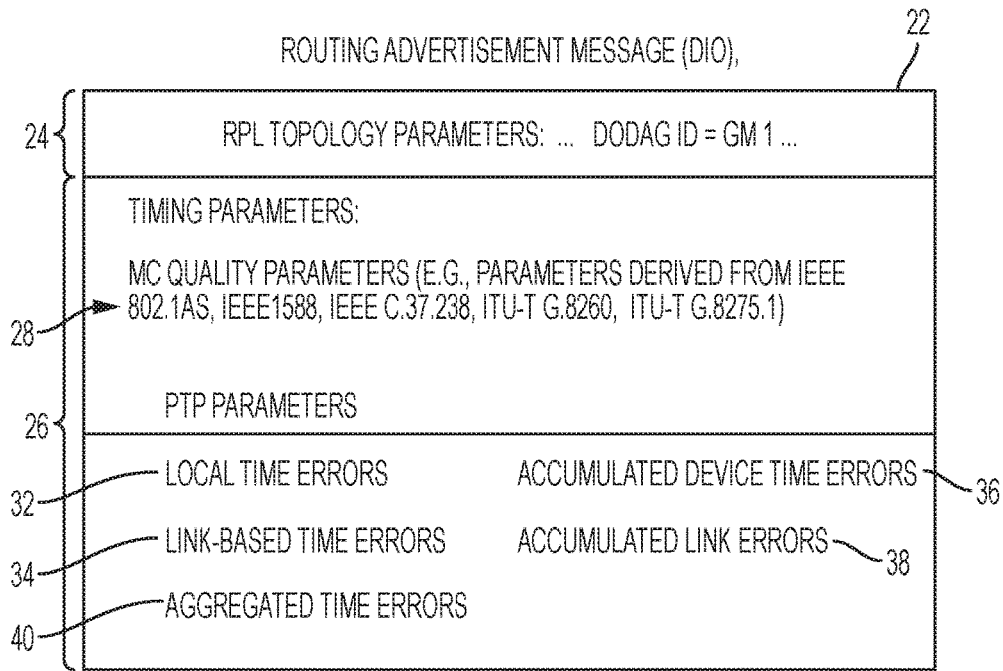 22
ROUTING ADVERTISEMENT MESSAGE (DIO),
24
RPL TOPOLOGY PARAMETERS: ... DODAG ID = GM 1 ...
TIMING PARAMETERS:
MC QUALITY PARAMETERS (E.G., PARAMETERS DERIVED FROM IEEE
802.1AS, IEEE1588, IEEE C.37.238, ITU-T G.8260, ITU-T G.8275.1)
28
PTP PARAMETERS
26
LOCAL TIME ERRORS ACCUMULATED DEVICE TIME ERRORS
32 36
LINK-BASED TIME ERRORS ACCUMULATED LINK ERRORS
34 38
AGGREGATED TIME ERRORS
40